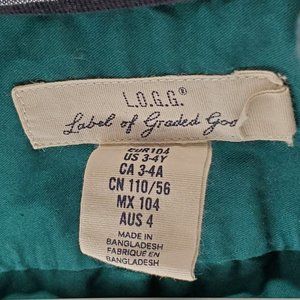 L.O.G.G.®
Label of Graded Goo
EUR104
US 3-4Y
CA 3-4A
CN 110/56
MX 104
AUS 4
MADE IN
BANGLADESH
FABRIQUÉ EN
BANGLADESH